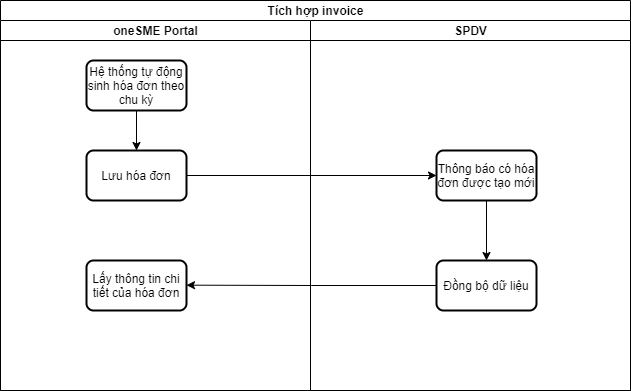 Tích hợp invoice
oneSME Portal
SPDV
Hệ thống tự động
sinh hóa đơn theo
chu kỳ
Lưu hóa đơn
Thông báo có hóa
đơn được tạo mới
Lấy thông tin chi
tiết của hóa đơn
Đồng bộ dữ liệu